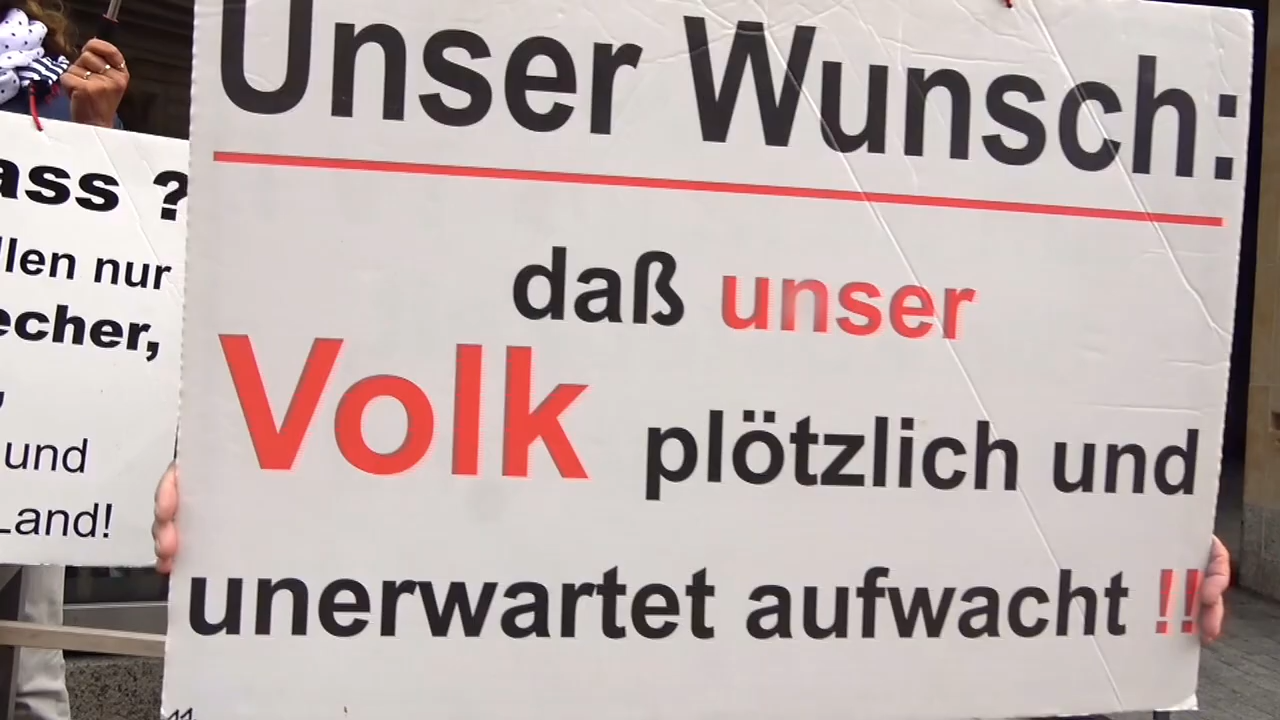 Unser Wunsch:
daß unser
Volk plötzlich und
unerwartet aufwacht !!
ass ?
llen nur
echer,
und
Land!